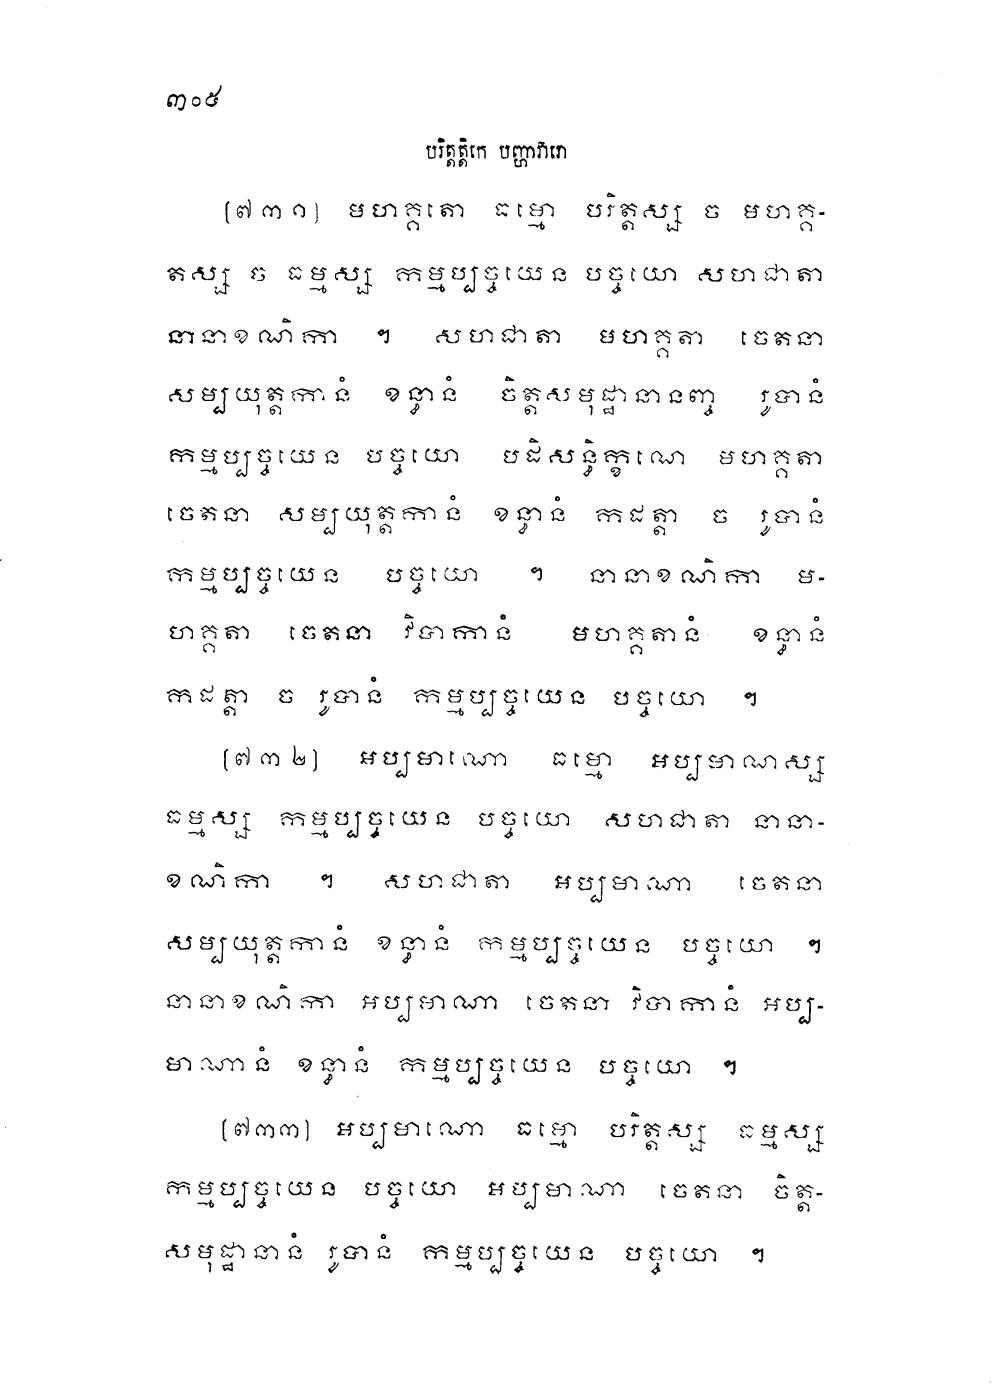 ៣០៥
បរិត្តត្តិកេ បញ្ហាវារោ
(៧៣១) មហគ្គតោ ធម្មោ បរិត្តស្ស ច មហគ្គ-
តស្ស ច ធម្មស្ស កម្មប្បច្ចយេន បច្ចយោ សហជាតា
នានាខណិកា ។ សហជាតា មហគ្គតា ចេតនា
សម្បយុត្តកានំ ខន្ធានំ ចិត្តសមុដ្ឋានានញ្ច រូបានំ
កម្មប្បច្ចយេន បច្ចយោ បដិសន្ធិក្ខណេ មហគ្គតា
ចេតនា សម្បយុត្តកានំ ខន្ធានំ កដត្តា ច រូបានំ
កម្មប្បច្ចយេន បច្ចយោ ។ នានាខណិកា ម-
ហគ្គតា ចេតនា វិបាកានំ មហគ្គតានំ ខន្ធានំ
កដត្តា ច រូបានំ កម្មប្បច្ចយេន បច្ចយោ ។
(៧៣២) អប្បមាណោ ធម្មោ អប្បមាណស្ស
ធម្មស្ស កម្មប្បច្ចយេន បច្ចយោ សហជាតា នានា-
ខណិកា ។ សហជាតា អប្បមាណា ចេតនា
សម្បយុត្តកានំ ខន្ធានំ កម្មប្បច្ចយេន បច្ចយោ ។
នានាខណិកា អប្បមាណា ចេតនា វិបាកានំ អប្ប-
មាណានំ ខន្ធានំ កម្មប្បច្ចយេន បច្ចយោ ។
(៧៣៣) អប្បមាណោ ធម្មោ បរិត្តស្ស ធម្មស្ស
កម្មប្បច្ចយេន បច្ចយោ អប្បមាណា ចេតនា ចិត្ត-
សមុដ្ឋានានំ រូបានំ កម្មប្បច្ចយេន បច្ចយោ ។